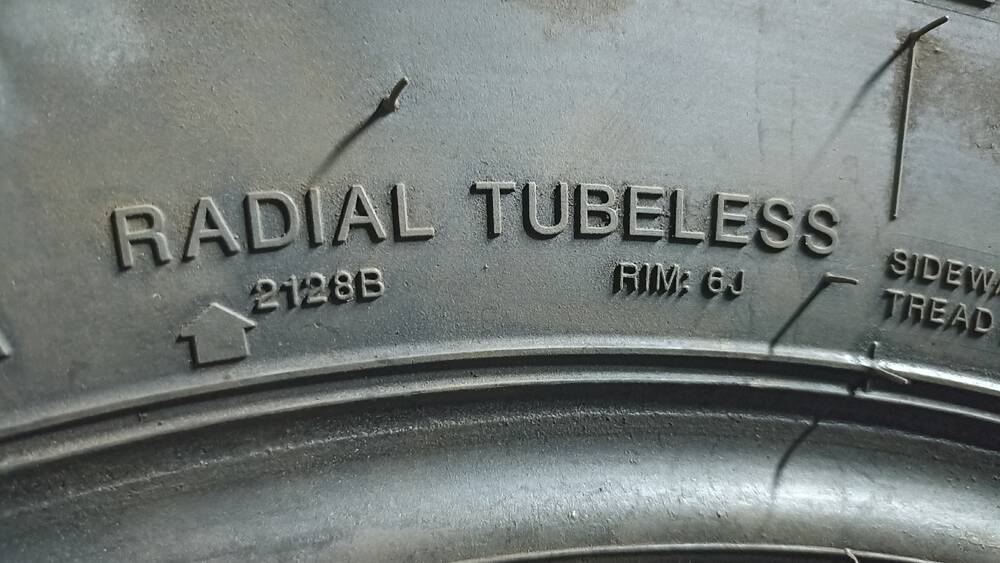 RADIAL TUBELESS
2128B
RIM: 6J
TREAD